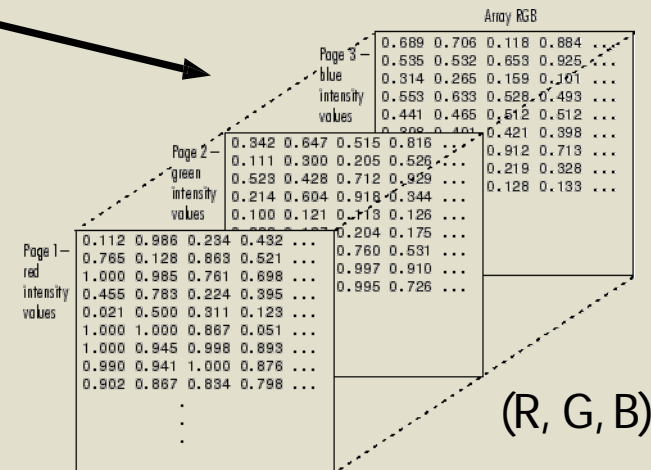 Array RGB
Page 3 –
blue
intensity
values
0.689 0.706 0.118 0.884 ...
0.535 0.532 0.653 0.925 ...
0.314 0.265 0.159 0.101 ...
0.553 0.633 0.528 0.493 ...
0.441 0.465 0.512 0.512 ...
0.398 0.401 0.421 0.398 ...
0.912 0.713 ...
0.219 0.328 ...
0.128 0.133 ...
Page 2 –
green
intensity
values
0.342 0.647 0.515 0.816 ...
0.111 0.300 0.205 0.526 ...
0.523 0.428 0.712 0.929 ...
0.214 0.604 0.918 0.344 ...
0.100 0.121 0.113 0.126 ...
0.204 0.175 ...
0.760 0.531 ...
0.997 0.910 ...
0.995 0.726 ...
Page 1 –
red
intensity
values
0.112 0.986 0.234 0.432 ...
0.765 0.128 0.863 0.521 ...
1.000 0.985 0.761 0.698 ...
0.455 0.783 0.224 0.395 ...
0.021 0.500 0.311 0.123 ...
1.000 1.000 0.867 0.051 ...
1.000 0.945 0.998 0.893 ...
0.990 0.941 1.000 0.876 ...
0.902 0.867 0.834 0.798 ...
.
.
.
(R, G, B)